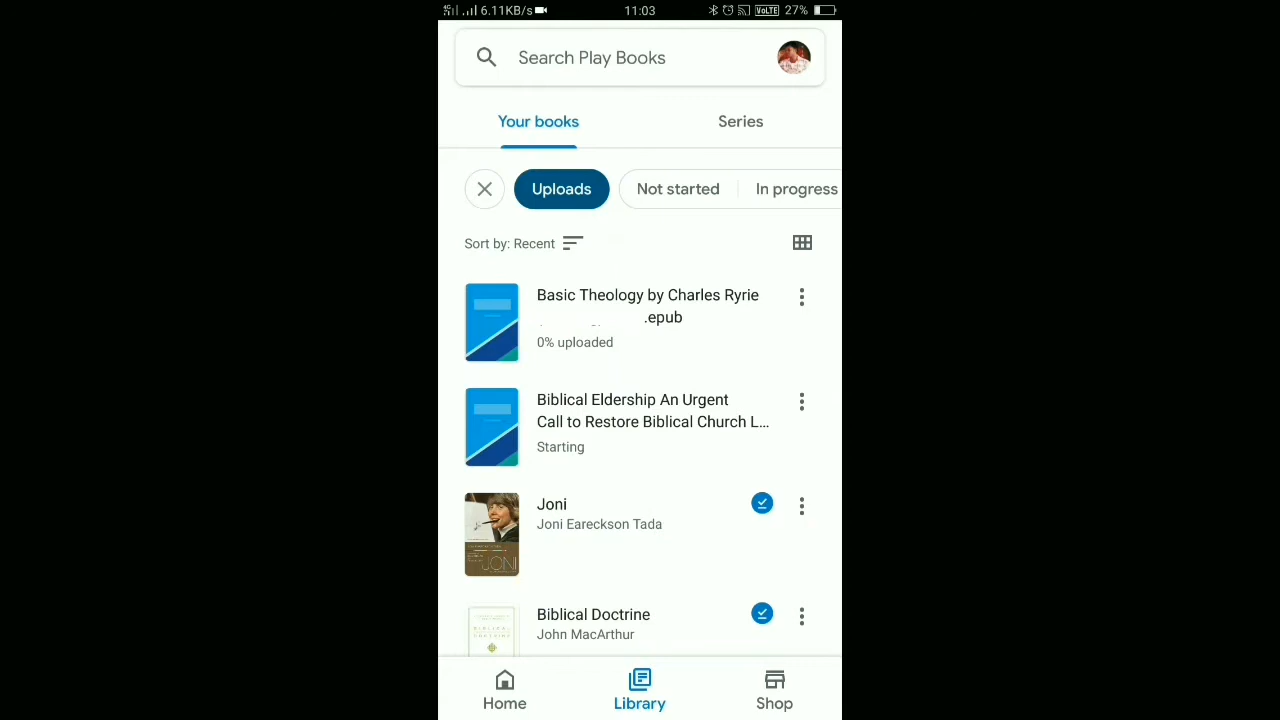 6.11KB/s 11:03 VoLTE 27%
Search Play Books
Your books Series
Uploads Not started In progress
Sort by: Recent
Basic Theology by Charles Ryrie
.epub
0% uploaded
Biblical Eldership An Urgent
Call to Restore Biblical Church L...
Starting
Joni
Joni Eareckson Tada
JONI
Biblical Doctrine
John MacArthur
Home Library Shop